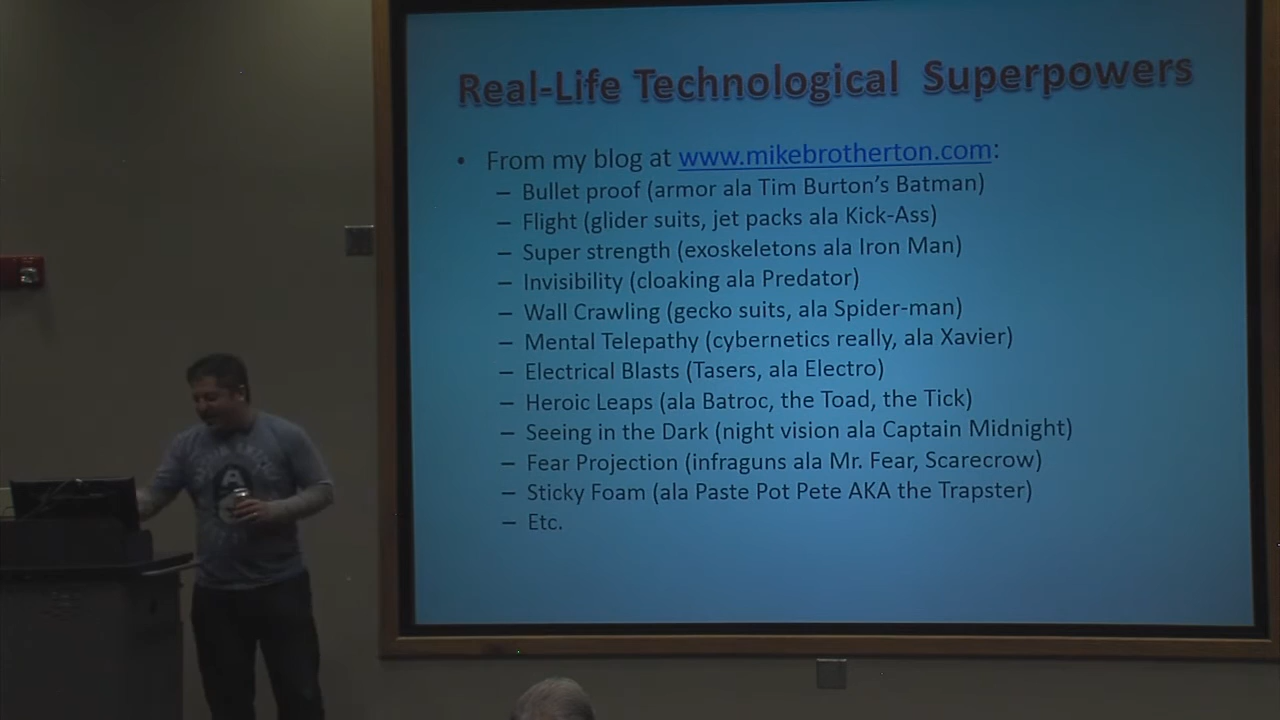 Real-Life Technological Superpowers
• From my blog at www.mikebrotherton.com:
– Bullet proof (armor ala Tim Burton’s Batman)
– Flight (glider suits, jet packs ala Kick-Ass)
– Super strength (exoskeletons ala Iron Man)
– Invisibility (cloaking ala Predator)
– Wall Crawling (gecko suits, ala Spider-man)
– Mental Telepathy (cybernetics really, ala Xavier)
– Electrical Blasts (Tasers, ala Electro)
– Heroic Leaps (ala Batroc, the Toad, the Tick)
– Seeing in the Dark (night vision ala Captain Midnight)
– Fear Projection (infraguns ala Mr. Fear, Scarecrow)
– Sticky Foam (ala Paste Pot Pete AKA the Trapster)
– Etc.